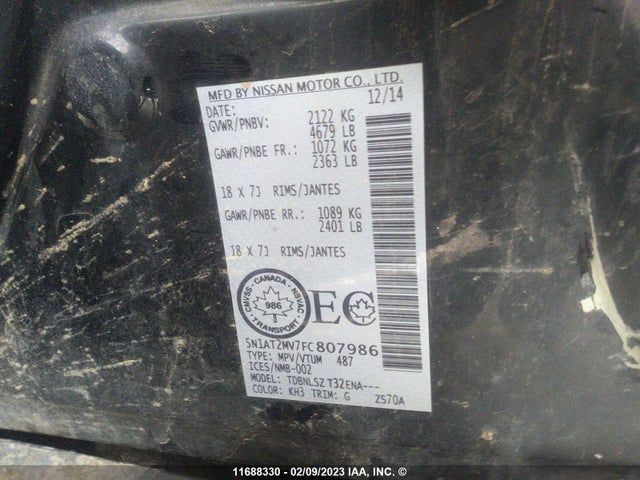 MFD BY NISSAN MOTOR CO., LTD.
DATE: 12/14
GVWR/PNBV: 2122 KG
4679 LB
GAWR/PNBE FR.: 1072 KG
2363 LB
18 X 7J RIMS/JANTES
GAWR/PNBE RR.: 1089 KG
2401 LB
18 X 7J RIMS/JANTES
CMVSS · CANADA · NSVAC
986
TRANSPORT
EC
5N1AT2MV7FC807986
TYPE: MPV/VTUM 487
ICES/NMB-002
MODEL: TDBNLSZ T32ENA---
COLOR: KH3 TRIM: G ZS70A
11688330 - 02/09/2023 IAA, INC. ©